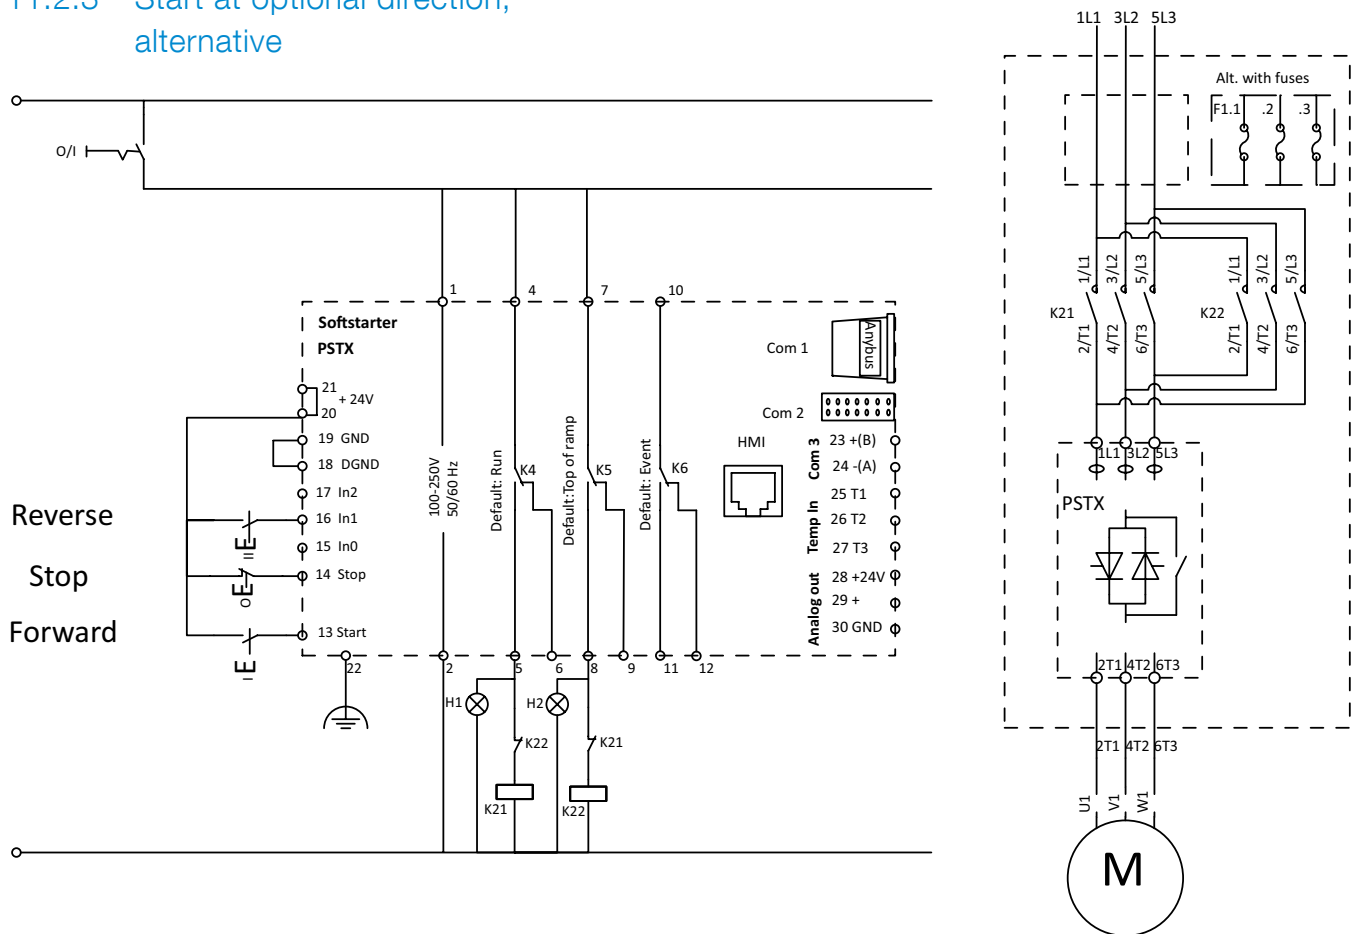 11.2.3 Start at optional direction,
alternative
O/I
1
4
7
10
Softstarter
PSTX
21
+ 24V
20
19 GND
18 DGND
17 In2
16 In1
15 In0
14 Stop
13 Start
Reverse
Stop
Forward
II
O
I
100-250V
50/60 Hz
Default: Run
K4
Default:Top of ramp
K5
Default: Event
K6
Com 1
Anybus
Com 2
HMI
Com 3
23 +(B)
24 -(A)
Temp In
25 T1
26 T2
27 T3
Analog out
28 +24V
29 +
30 GND
22
2
5
6
8
9
11
12
H1
H2
K22
K21
K21
K22
1L1 3L2 5L3
Alt. with fuses
F1.1 .2 .3
1/L1
3/L2
5/L3
K21
2/T1
4/T2
6/T3
1/L1
3/L2
5/L3
K22
2/T1
4/T2
6/T3
1L1 3L2 5L3
PSTX
2T1 4T2 6T3
2T1 4T2 6T3
U1
V1
W1
M